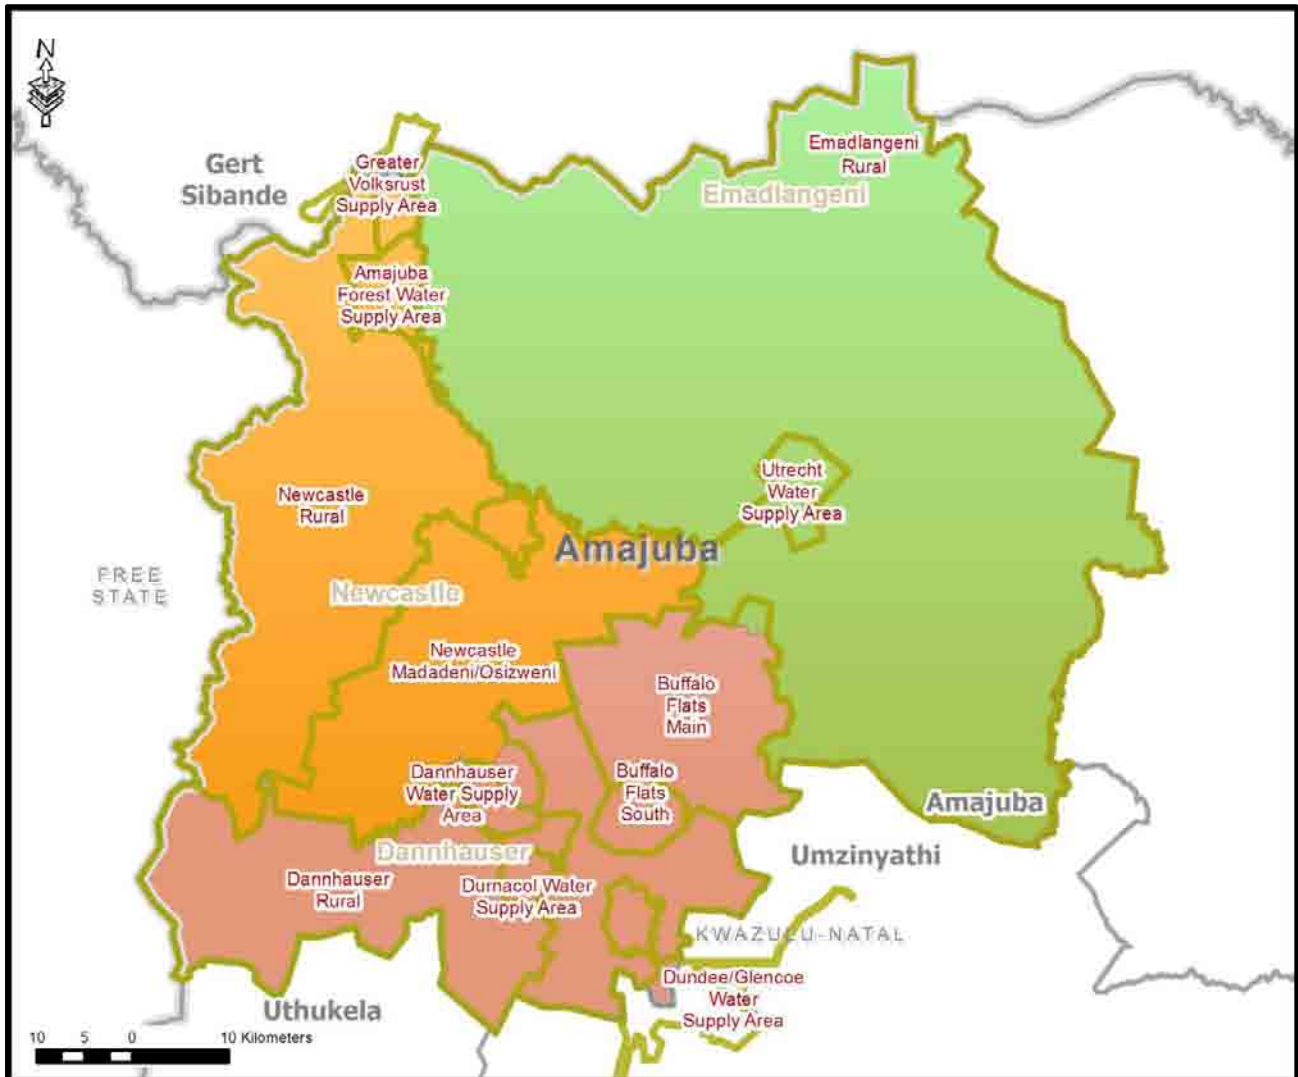 N
Gert
Sibande
Greater
Volksrust
Supply Area
Emadlangeni
Rural
Emadlangeni
Amajuba
Forest Water
Supply Area
Utrecht
Water
Supply Area
Newcastle
Rural
Amajuba
FREE
STATE
Newcastle
Newcastle
Madadeni/Osizweni
Buffalo
Flats
Main
Dannhauser
Water Supply
Area
Buffalo
Flats
South
Amajuba
Umzinyathi
Dannhauser
Dannhauser
Rural
Durnacol Water
Supply Area
KWAZULU-NATAL
Dundee/Glencoe
Water
Supply Area
Uthukela
10 5 0 10 Kilometers